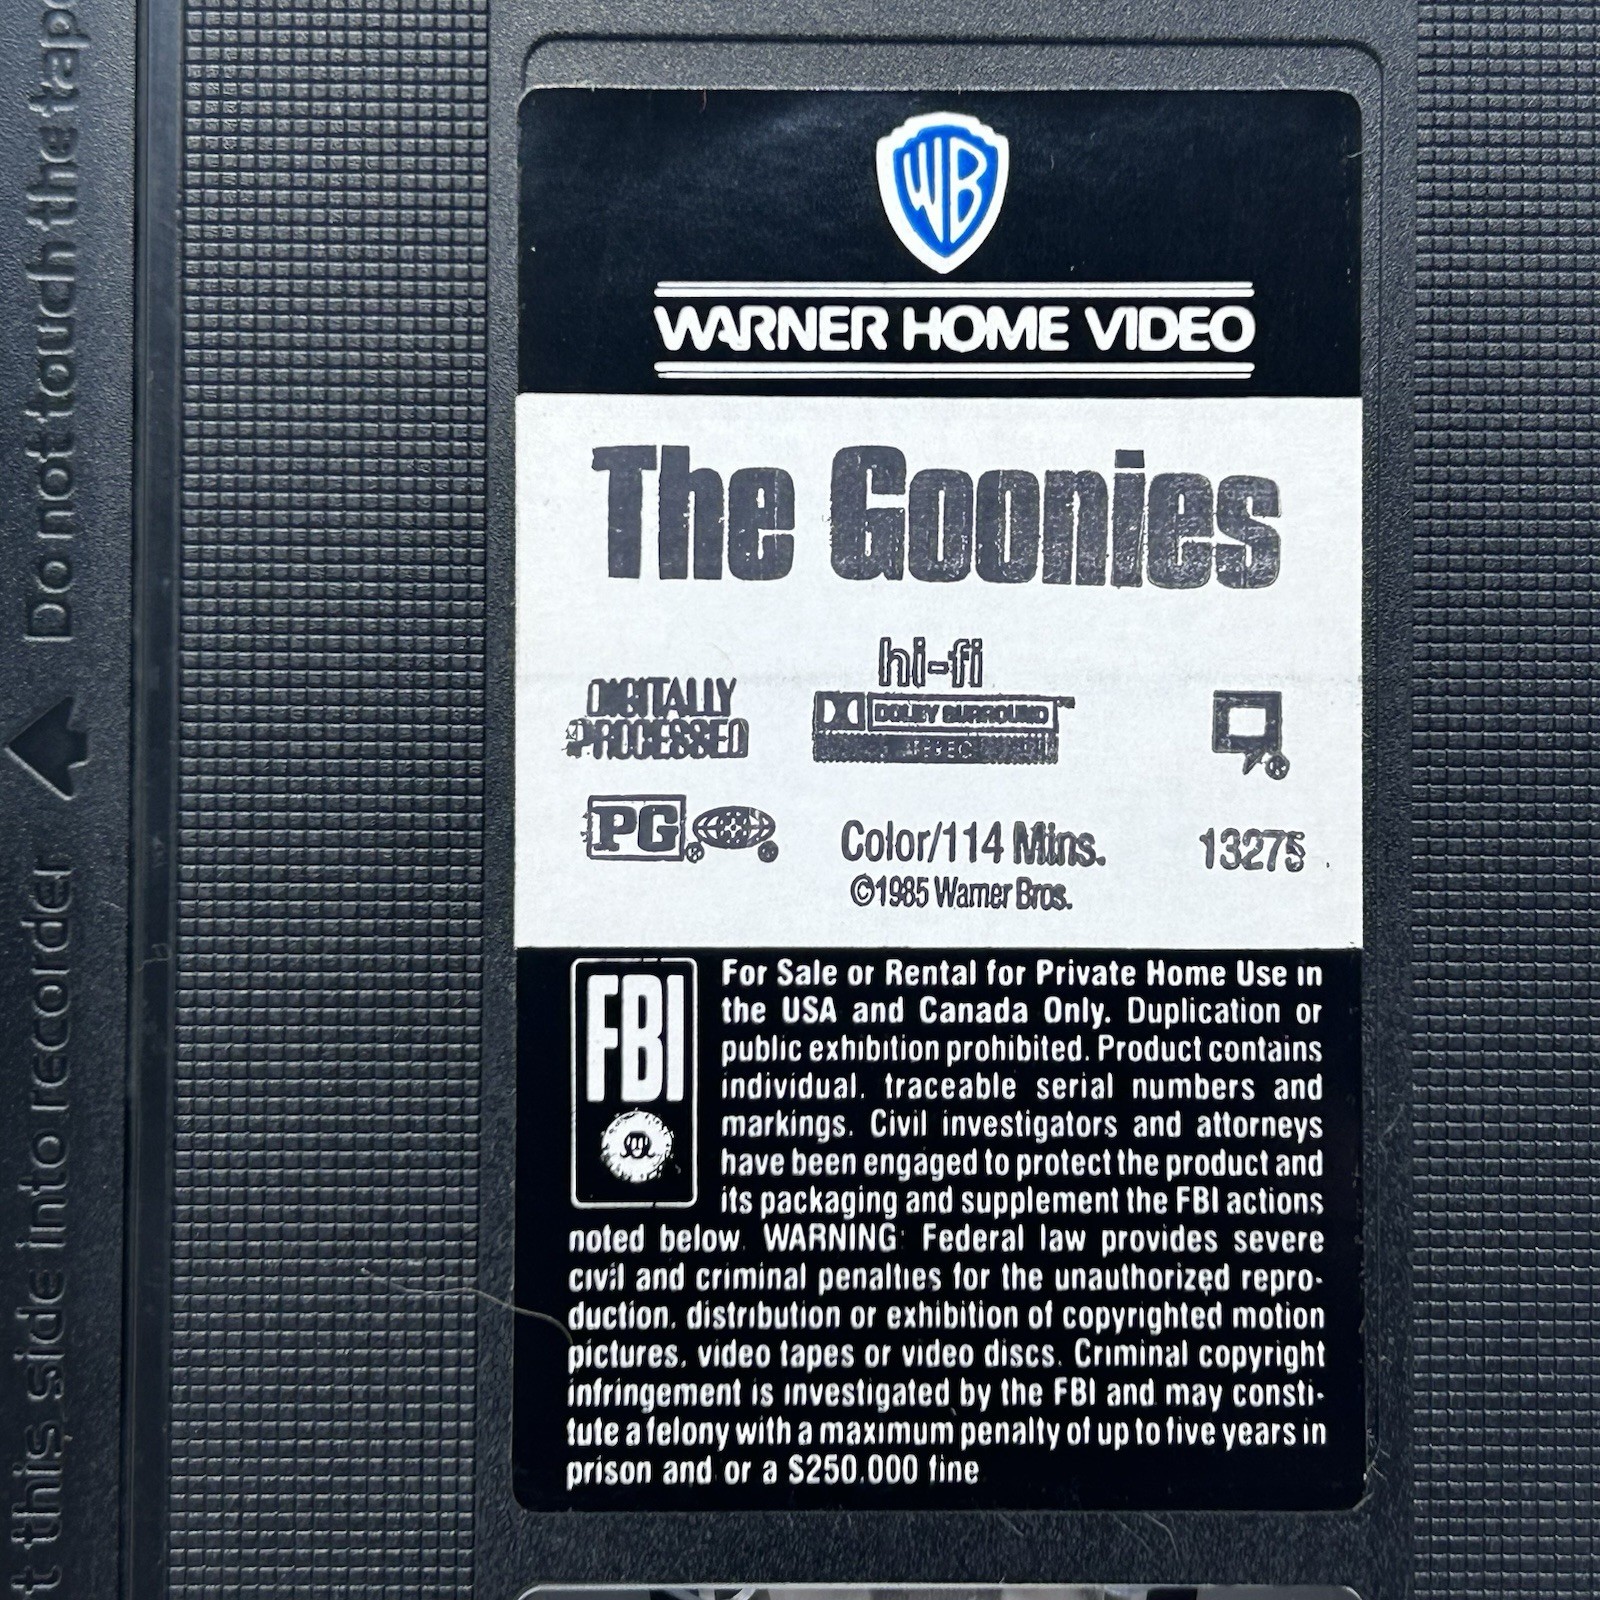 Do not touch the tape
t this side into recorder
WB
WARNER HOME VIDEO
The Goonies
hi-fi
DIGITALLY
PROCESSED
DOLBY SURROUND™
PG
Color/114 Mins.
13275
©1985 Warner Bros.
FBI
For Sale or Rental for Private Home Use in
the USA and Canada Only. Duplication or
public exhibition prohibited. Product contains
individual, traceable serial numbers and
markings. Civil investigators and attorneys
have been engaged to protect the product and
its packaging and supplement the FBI actions
noted below. WARNING: Federal law provides severe
civil and criminal penalties for the unauthorized repro-
duction, distribution or exhibition of copyrighted motion
pictures, video tapes or video discs. Criminal copyright
infringement is investigated by the FBI and may consti-
tute a felony with a maximum penalty of up to five years in
prison and or a $250,000 fine